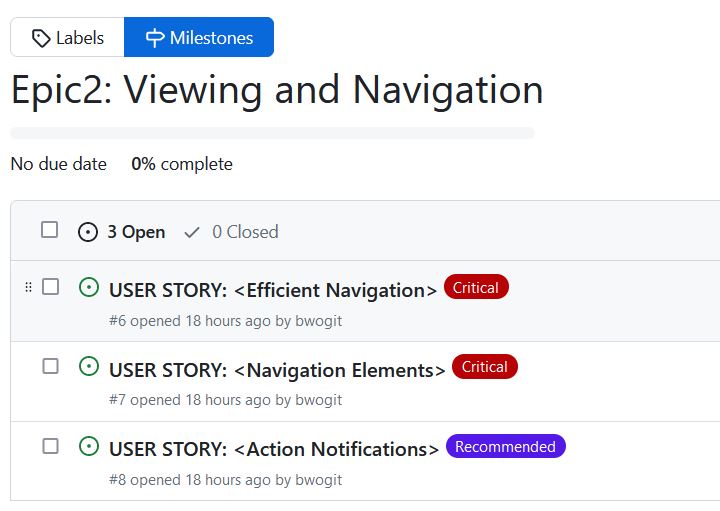 Labels Milestones
Epic2: Viewing and Navigation
No due date 0% complete
3 Open 0 Closed
USER STORY: <Efficient Navigation> Critical
#6 opened 18 hours ago by bwogit
USER STORY: <Navigation Elements> Critical
#7 opened 18 hours ago by bwogit
USER STORY: <Action Notifications> Recommended
#8 opened 18 hours ago by bwogit